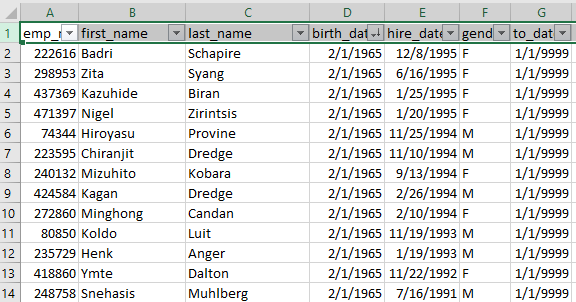 A B C D E F G
1 emp_n first_name last_name birth_dat hire_date gend to_dat
2 222616 Badri Schapire 2/1/1965 12/8/1995 F 1/1/9999
3 298953 Zita Syang 2/1/1965 6/16/1995 F 1/1/9999
4 437369 Kazuhide Biran 2/1/1965 1/25/1995 F 1/1/9999
5 471397 Nigel Zirintsis 2/1/1965 1/20/1995 F 1/1/9999
6 74344 Hiroyasu Provine 2/1/1965 11/25/1994 M 1/1/9999
7 223595 Chiranjit Dredge 2/1/1965 11/10/1994 M 1/1/9999
8 240132 Mizuhito Kobara 2/1/1965 9/13/1994 F 1/1/9999
9 424584 Kagan Dredge 2/1/1965 2/26/1994 M 1/1/9999
10 272860 Minghong Candan 2/1/1965 2/10/1994 F 1/1/9999
11 80850 Koldo Luit 2/1/1965 11/19/1993 M 1/1/9999
12 235729 Henk Anger 2/1/1965 1/19/1993 M 1/1/9999
13 418860 Ymte Dalton 2/1/1965 11/22/1992 F 1/1/9999
14 248758 Snehasis Muhlberg 2/1/1965 7/16/1991 M 1/1/9999